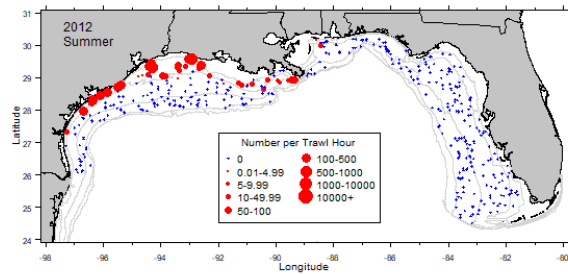 2012
Summer
31
30
29
28
27
26
25
24
Latitude
Number per Trawl Hour
0 100-500
0.01-4.99 500-1000
5-9.99 1000-10000
10-49.99 10000+
50-100
-98 -96 -94 -92 -90 -88 -86 -84 -82 -80
Longitude